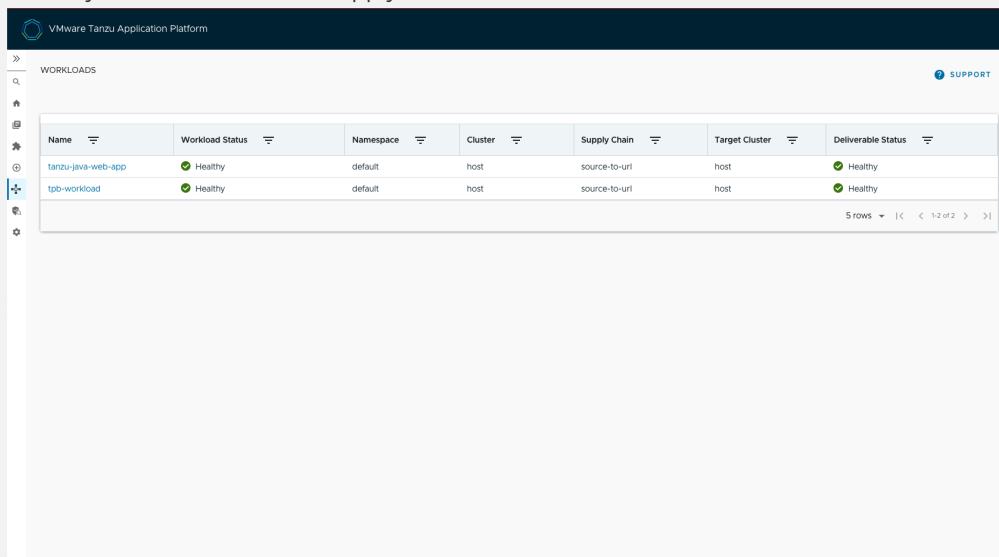 VMware Tanzu Application Platform
WORKLOADS
SUPPORT
Name Workload Status Namespace Cluster Supply Chain Target Cluster Deliverable Status
tanzu-java-web-app Healthy default host source-to-url host Healthy
tpb-workload Healthy default host source-to-url host Healthy
5 rows 1-2 of 2